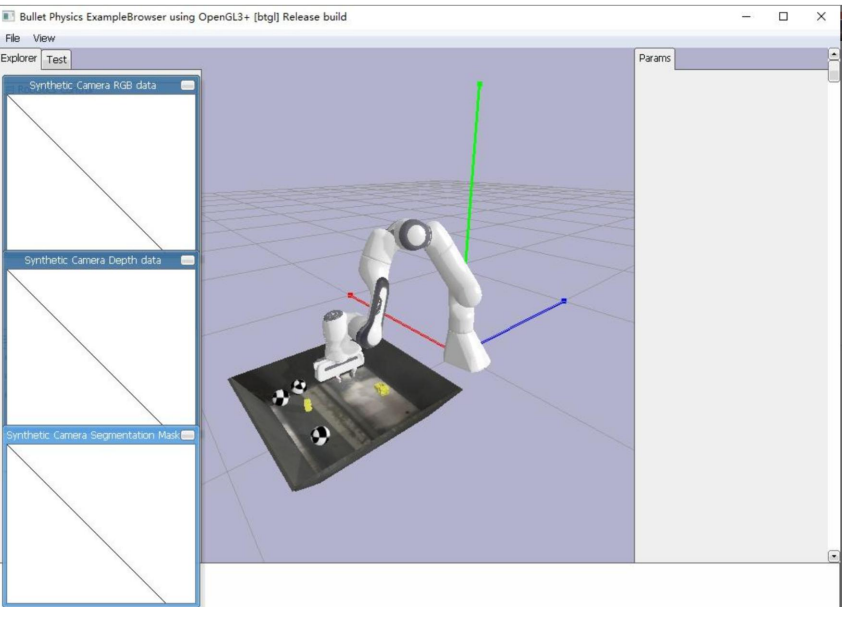 Bullet Physics ExampleBrowser using OpenGL3+ [btgl] Release build
File View
Explorer Test
Params
Synthetic Camera RGB data
Synthetic Camera Depth data
Synthetic Camera Segmentation Mask